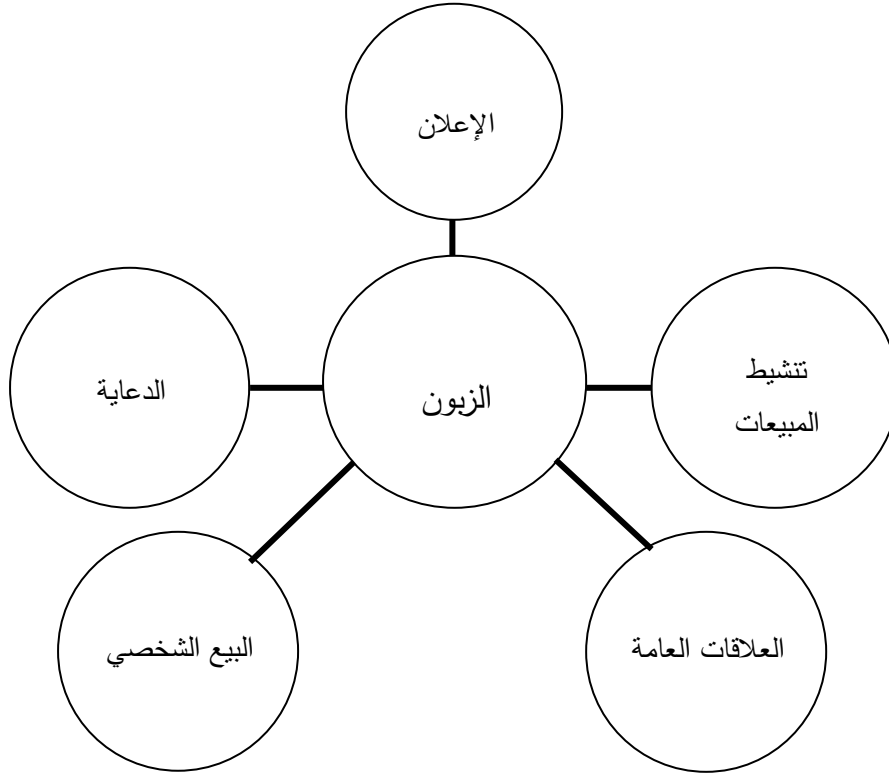 الإعلان
تنشيط
المبيعات
الزبون
الدعاية
العلاقات العامة
البيع الشخصي